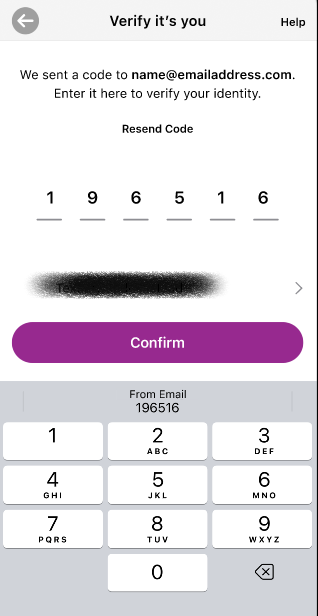 Verify it's you
Help
We sent a code to name@emailaddress.com.
Enter it here to verify your identity.
Resend Code
1 9 6 5 1 6
Confirm
From Email
196516
1
2
ABC
3
DEF
4
GHI
5
JKL
6
MNO
7
PQRS
8
TUV
9
WXYZ
0